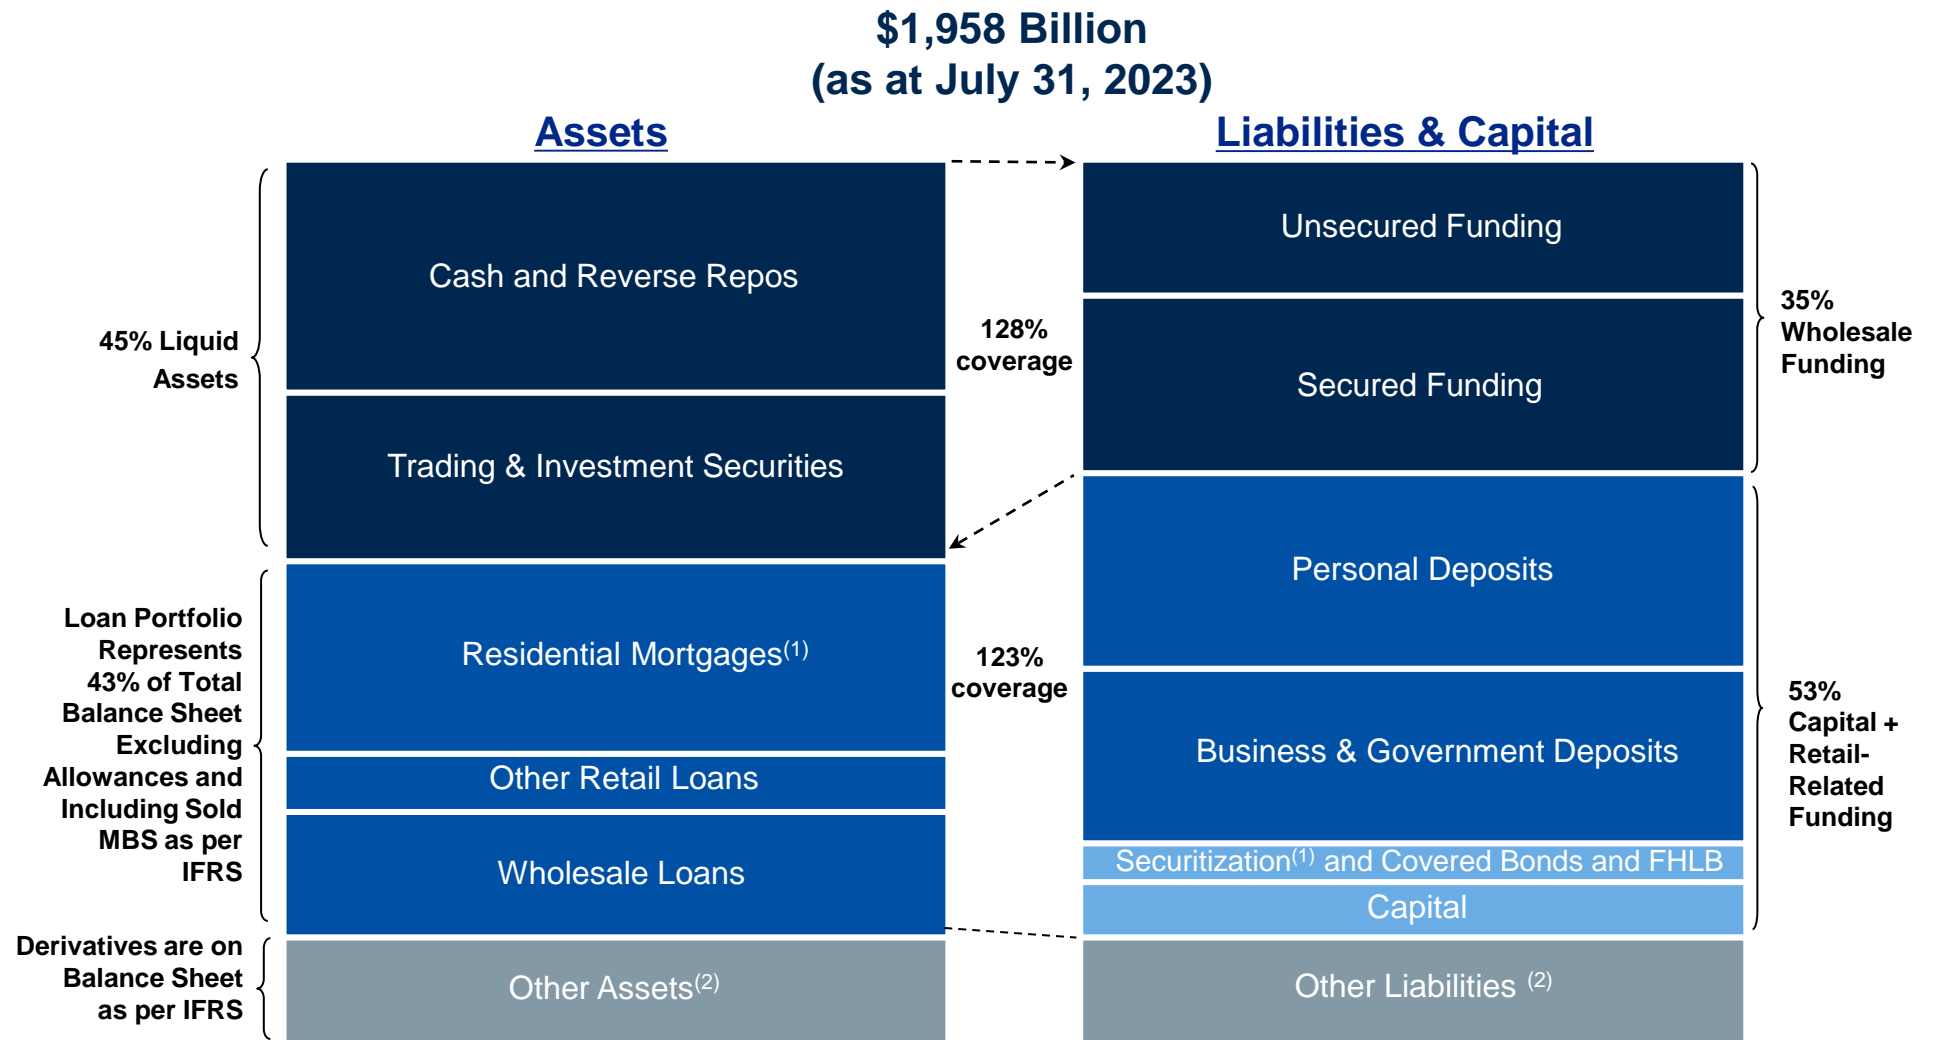 $1,958 Billion
(as at July 31, 2023)
Assets
Liabilities & Capital
45% Liquid
Assets
Cash and Reverse Repos
Trading & Investment Securities
128%
coverage
Unsecured Funding
Secured Funding
35%
Wholesale
Funding
Loan Portfolio
Represents
43% of Total
Balance Sheet
Excluding
Allowances and
Including Sold
MBS as per
IFRS
Residential Mortgages(1)
Other Retail Loans
Wholesale Loans
123%
coverage
Personal Deposits
Business & Government Deposits
Securitization(1) and Covered Bonds and FHLB
Capital
53%
Capital +
Retail-
Related
Funding
Derivatives are on
Balance Sheet
as per IFRS
Other Assets(2)
Other Liabilities (2)